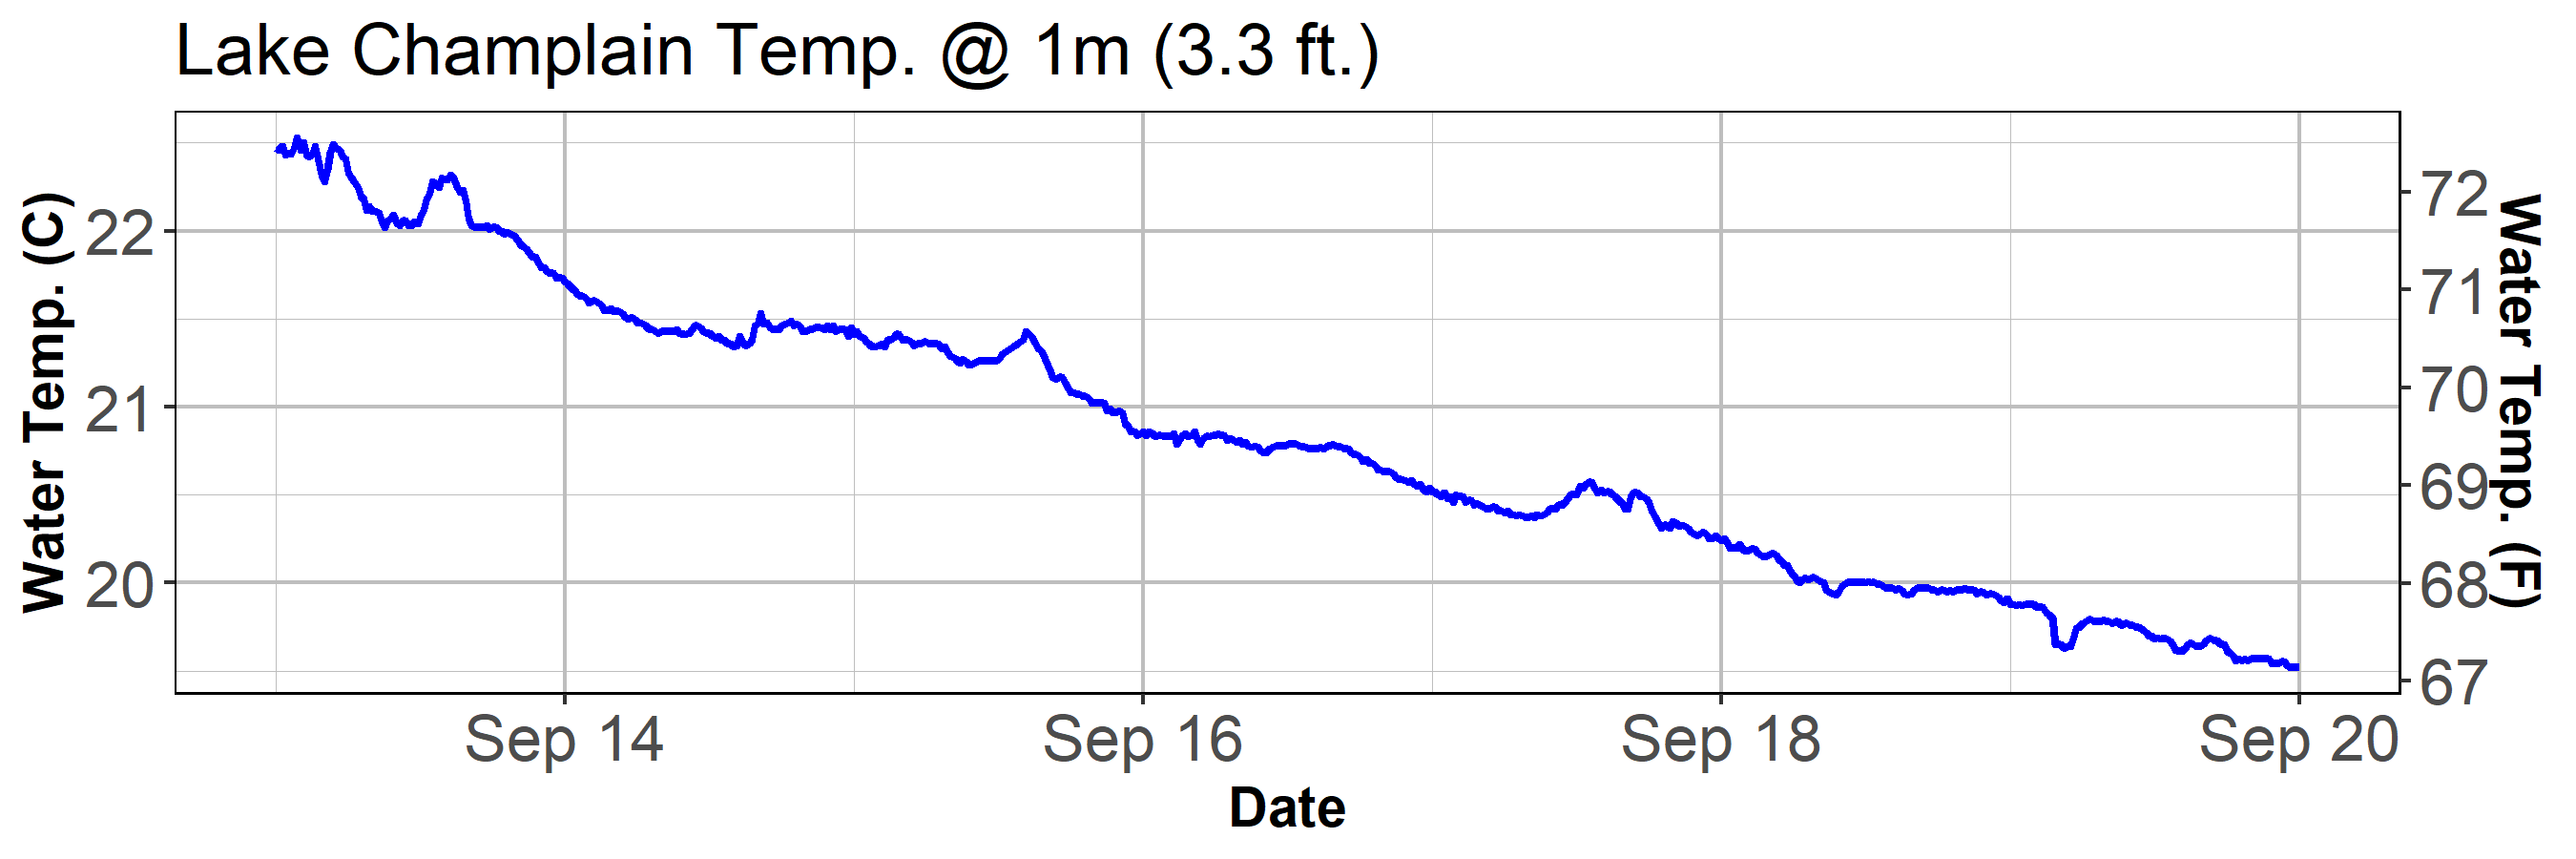 Lake Champlain Temp. @ 1m (3.3 ft.)
Water Temp. (C)
22
21
20
72
71
70
69
68
67
Water Temp. (F)
Sep 14
Sep 16
Sep 18
Sep 20
Date